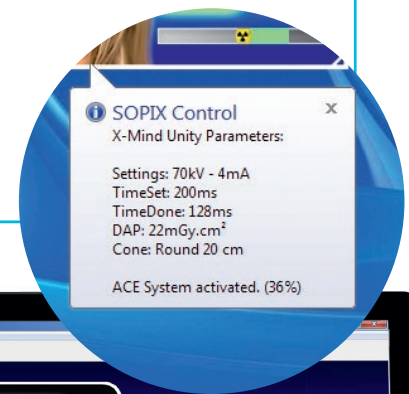 SOPIX Control
X-Mind Unity Parameters:
Settings: 70kV - 4mA
TimeSet: 200ms
TimeDone: 128ms
DAP: 22mGy.cm²
Cone: Round 20 cm
ACE System activated. (36%)